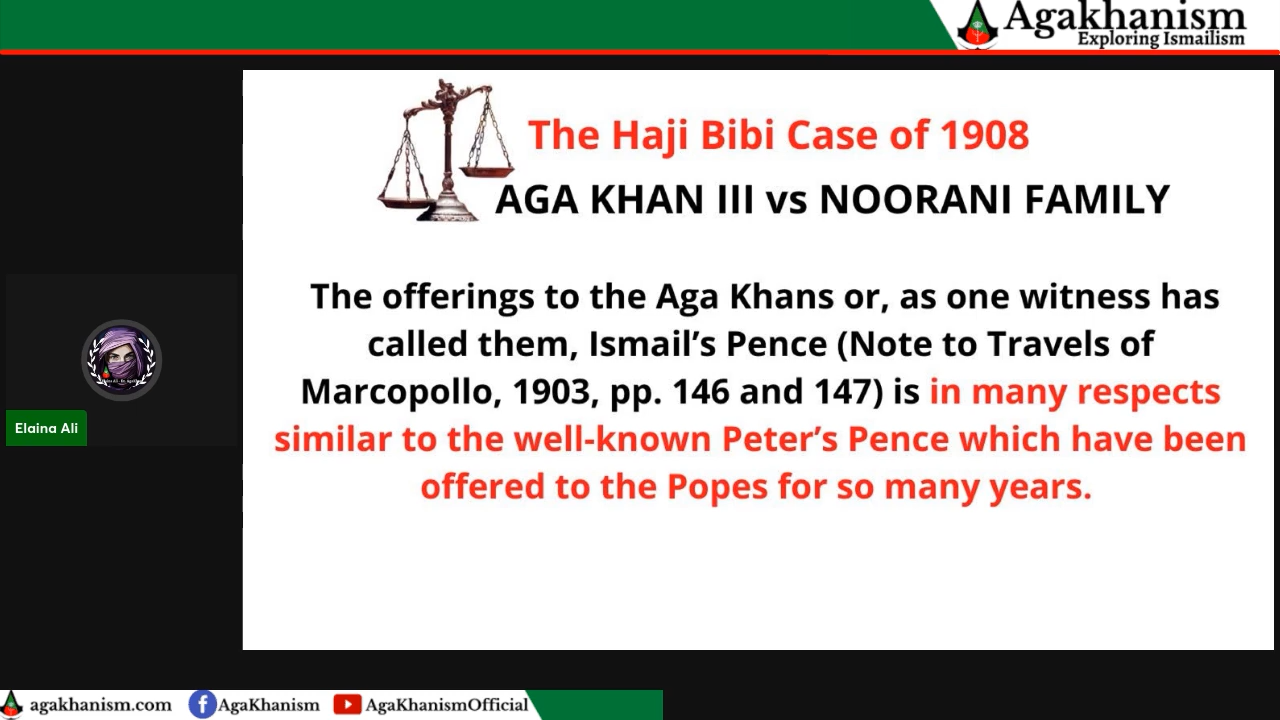 Agakhanism
Exploring Ismailism
The Haji Bibi Case of 1908
AGA KHAN III vs NOORANI FAMILY
The offerings to the Aga Khans or, as one witness has
called them, Ismail's Pence (Note to Travels of
Marcopollo, 1903, pp. 146 and 147) is in many respects
similar to the well-known Peter's Pence which have been
offered to the Popes for so many years.
Elaina Ali
agakhanism.com
AgaKhanism
AgaKhanismOfficial